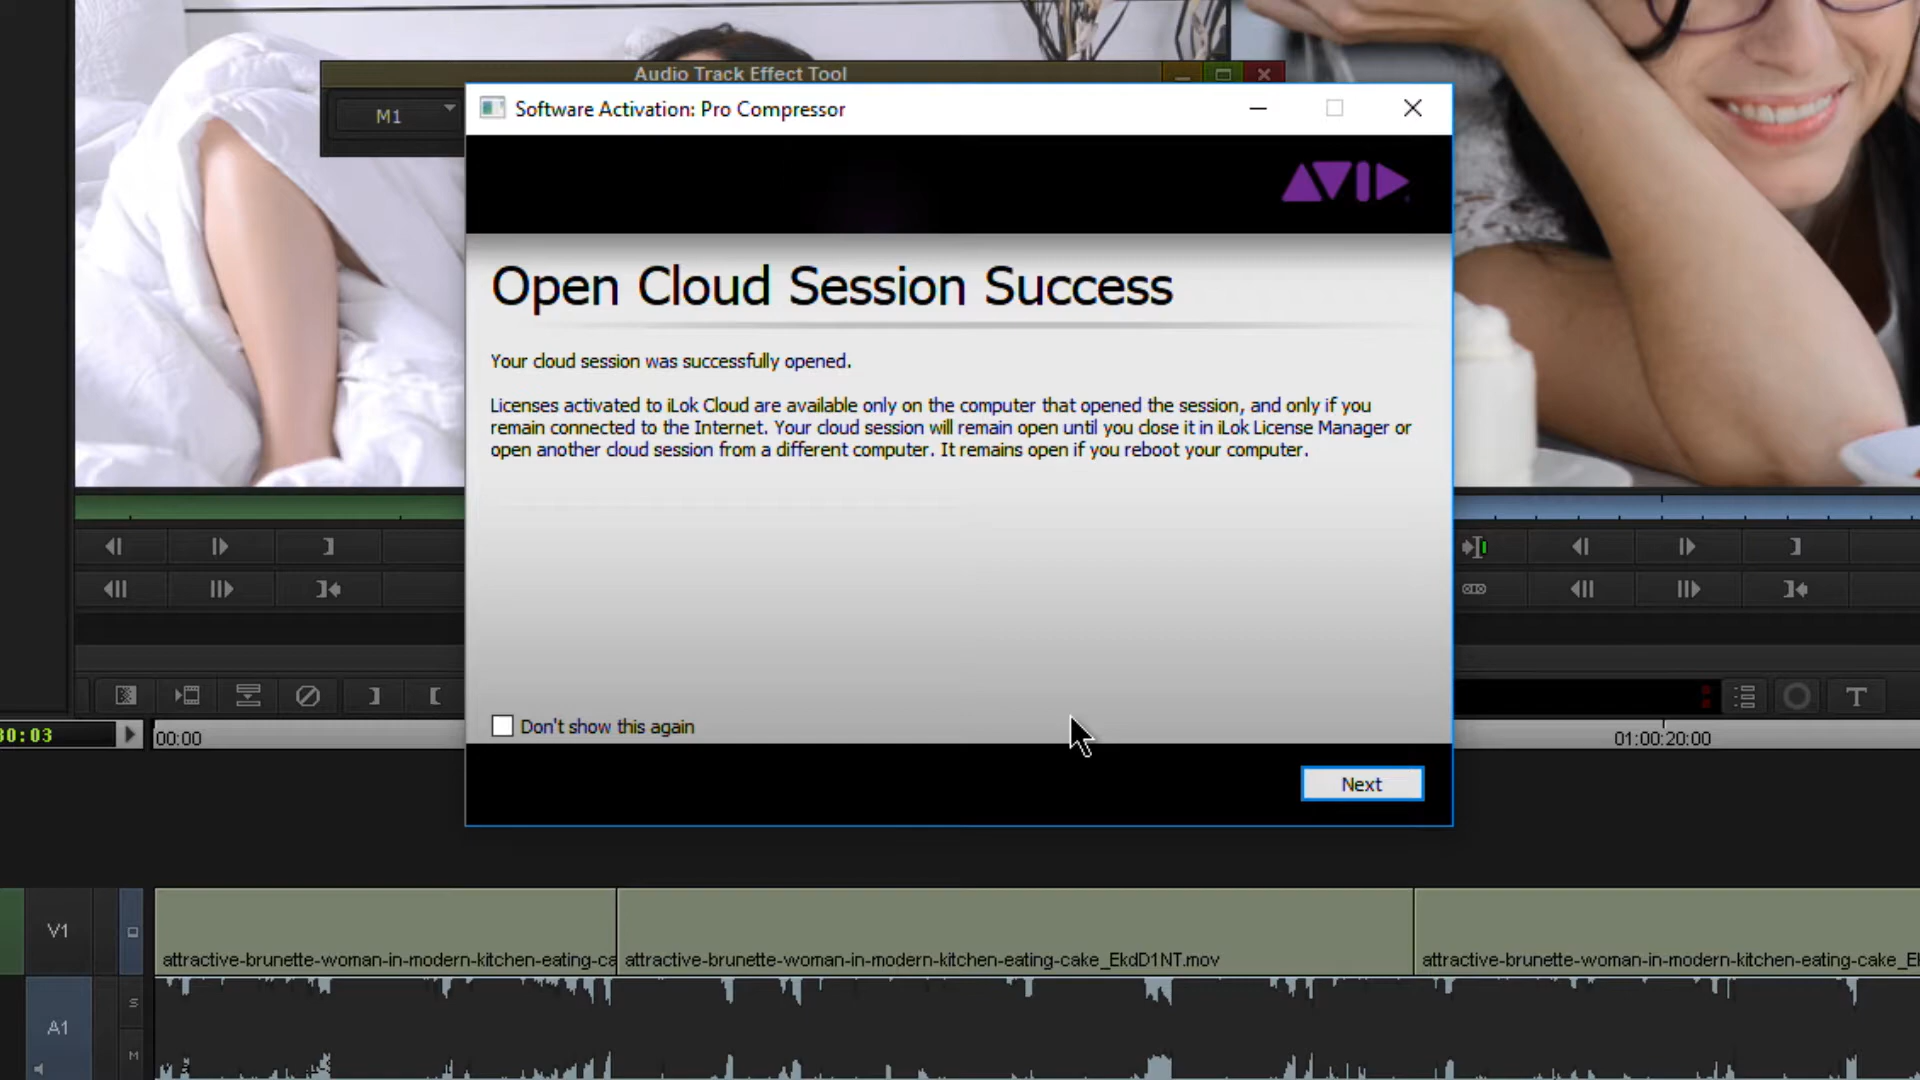 Audio Track Effect Tool
M1
Software Activation: Pro Compressor
AVID
Open Cloud Session Success
Your cloud session was successfully opened.
Licenses activated to iLok Cloud are available only on the computer that opened the session, and only if you
remain connected to the Internet. Your cloud session will remain open until you close it in iLok License Manager or
open another cloud session from a different computer. It remains open if you reboot your computer.
Don't show this again
Next
T
30:03
00:00
01:00:20:00
V1
attractive-brunette-woman-in-modern-kitchen-eating-ca
attractive-brunette-woman-in-modern-kitchen-eating-cake_EkdD1NT.mov
attractive-brunette-woman-in-modern-kitchen-eating-cake_E
S
A1
M